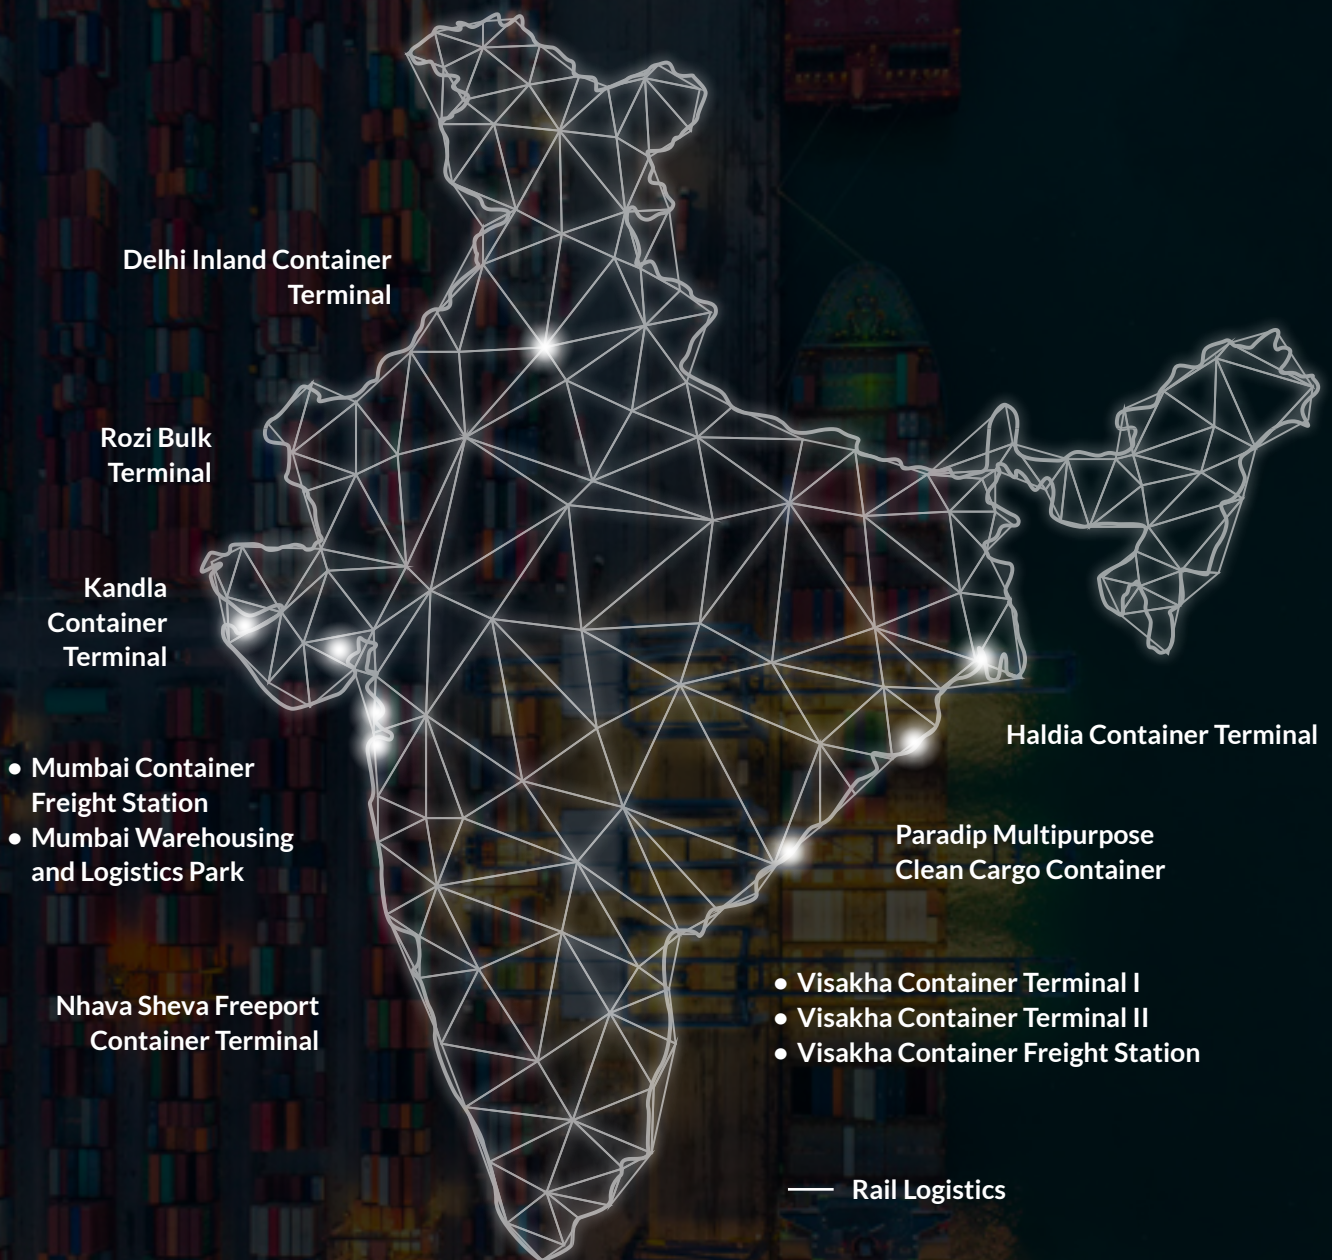 Delhi Inland Container
Terminal
Rozi Bulk
Terminal
Kandla
Container
Terminal
● Mumbai Container
Freight Station
● Mumbai Warehousing
and Logistics Park
Nhava Sheva Freeport
Container Terminal
Haldia Container Terminal
Paradip Multipurpose
Clean Cargo Container
● Visakha Container Terminal I
● Visakha Container Terminal II
● Visakha Container Freight Station
Rail Logistics